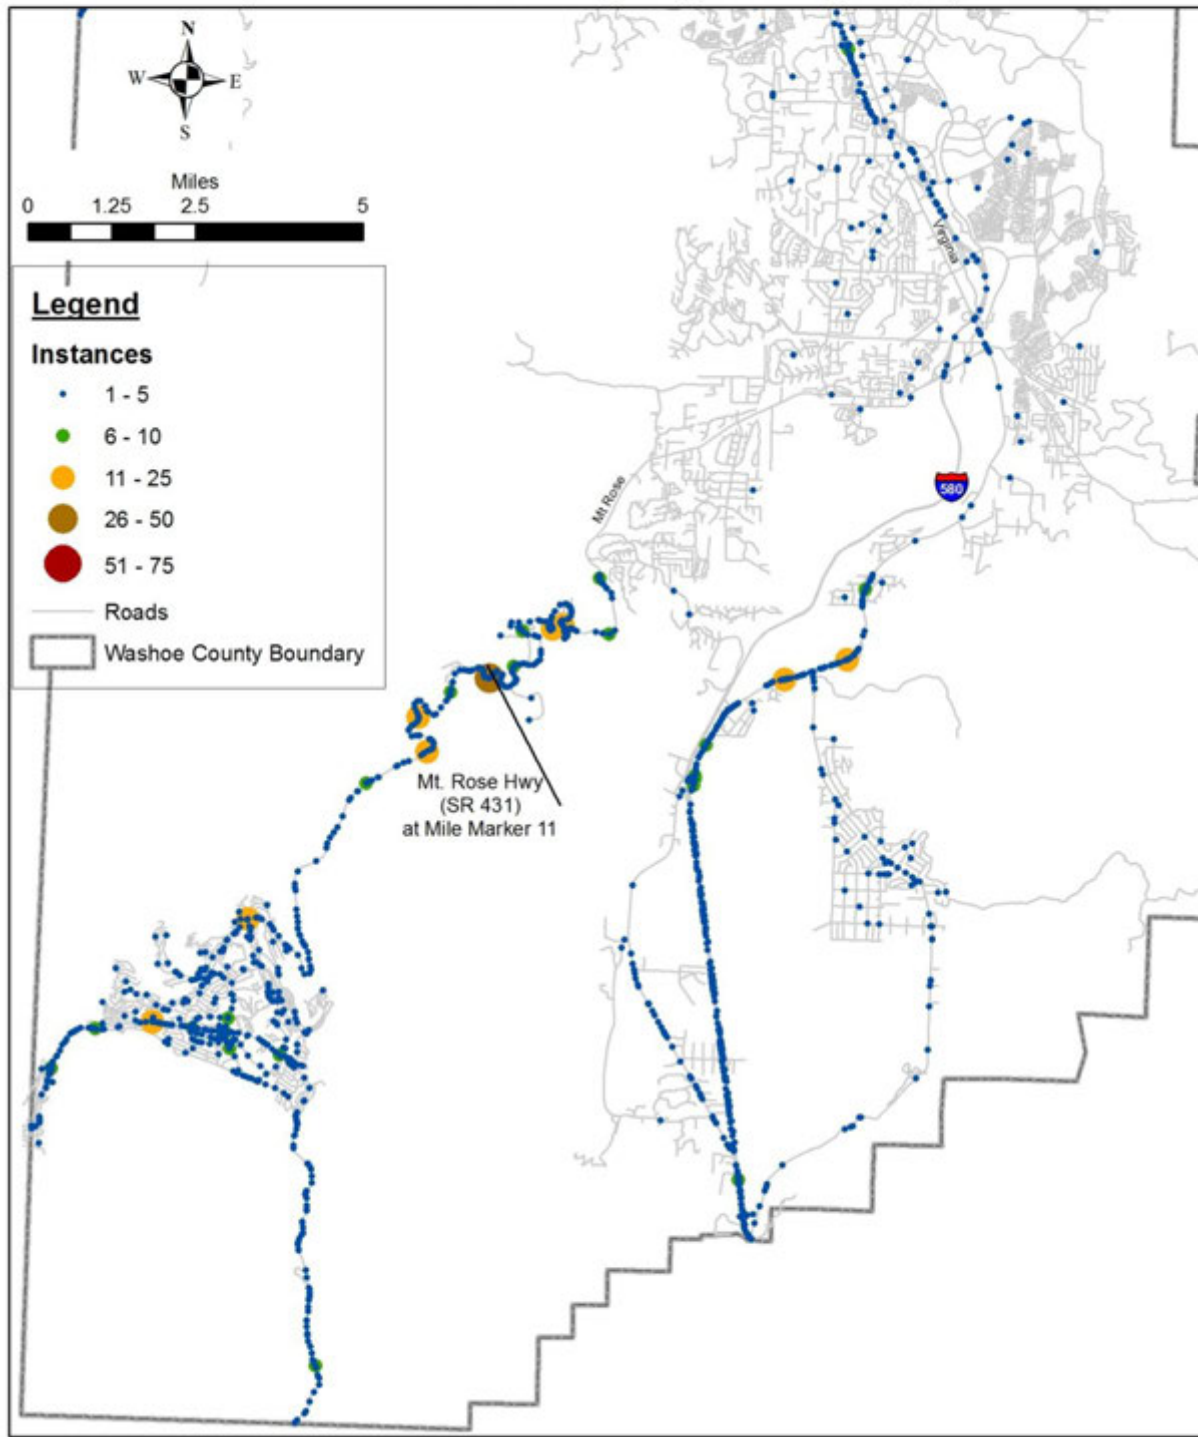 N
W E
S
Miles
0 1.25 2.5 5
Legend
Instances
1 - 5
6 - 10
11 - 25
26 - 50
51 - 75
Roads
Washoe County Boundary
Virginia
580
Mt Rose
Mt. Rose Hwy
(SR 431)
at Mile Marker 11